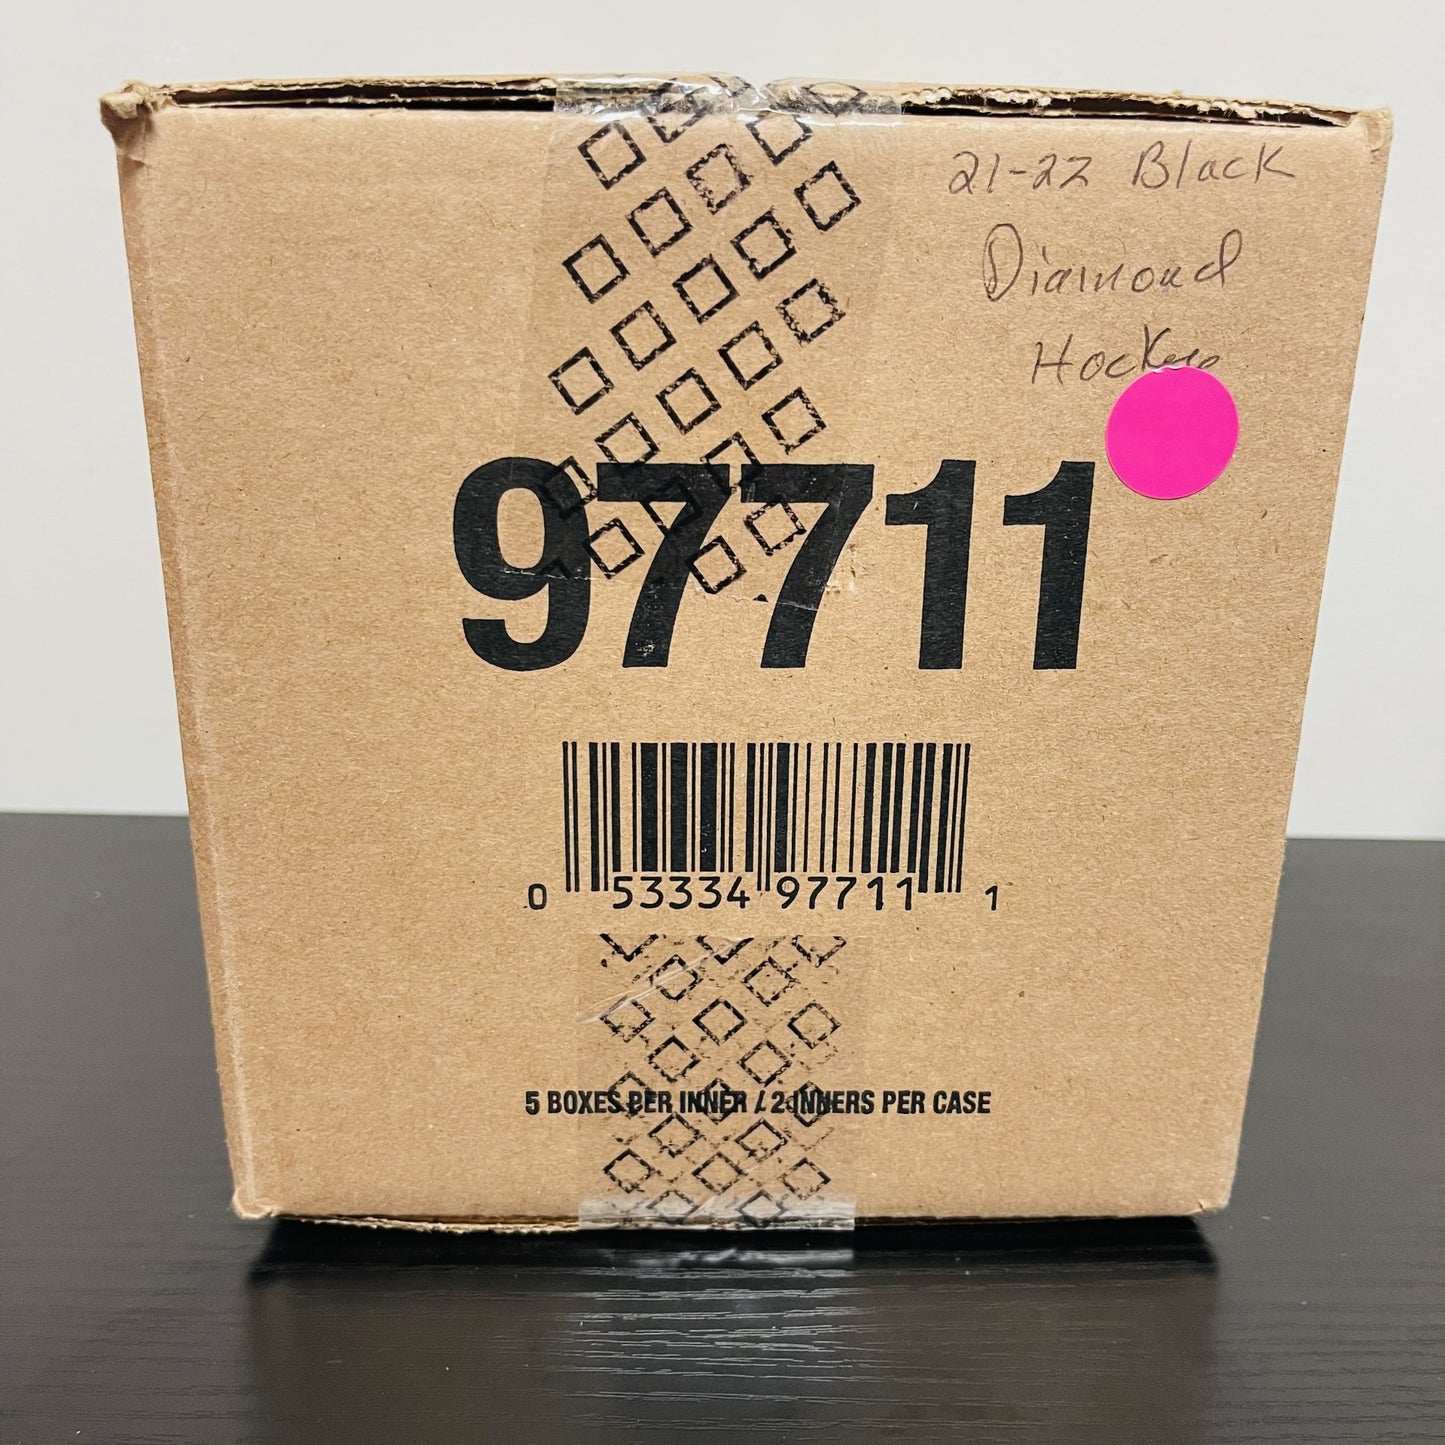 21-22 Black
Diamond
Hockey
97711
0 53334 97711 1
5 BOXES PER INNER / 2 INNERS PER CASE